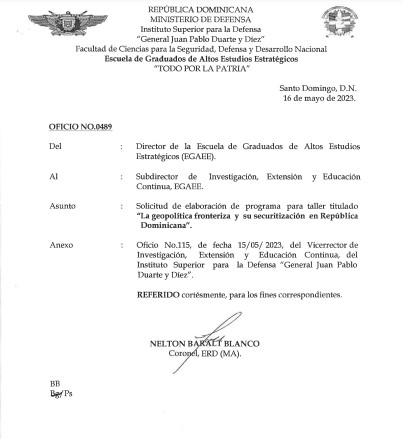 REPÚBLICA DOMINICANA
MINISTERIO DE DEFENSA
Instituto Superior para la Defensa
"General Juan Pablo Duarte y Díez"
Facultad de Ciencias para la Seguridad, Defensa y Desarrollo Nacional
Escuela de Graduados de Altos Estudios Estratégicos
"TODO POR LA PATRIA"
Santo Domingo, D.N.
16 de mayo de 2023.
OFICIO NO.0489
Del : Director de la Escuela de Graduados de Altos Estudios
Estratégicos (EGAEE).
Al : Subdirector de Investigación, Extensión y Educación
Continua, EGAEE.
Asunto : Solicitud de elaboración de programa para taller titulado
"La geopolítica fronteriza y su securitización en República
Dominicana".
Anexo : Oficio No.115, de fecha 15/05/ 2023, del Vicerrector de
Investigación, Extensión y Educación Continua, del
Instituto Superior para la Defensa "General Juan Pablo
Duarte y Díez".
REFERIDO cortésmente, para los fines correspondientes.
NELTON BARALT BLANCO
Coronel, ERD (MA).
BB
Bg/Ps